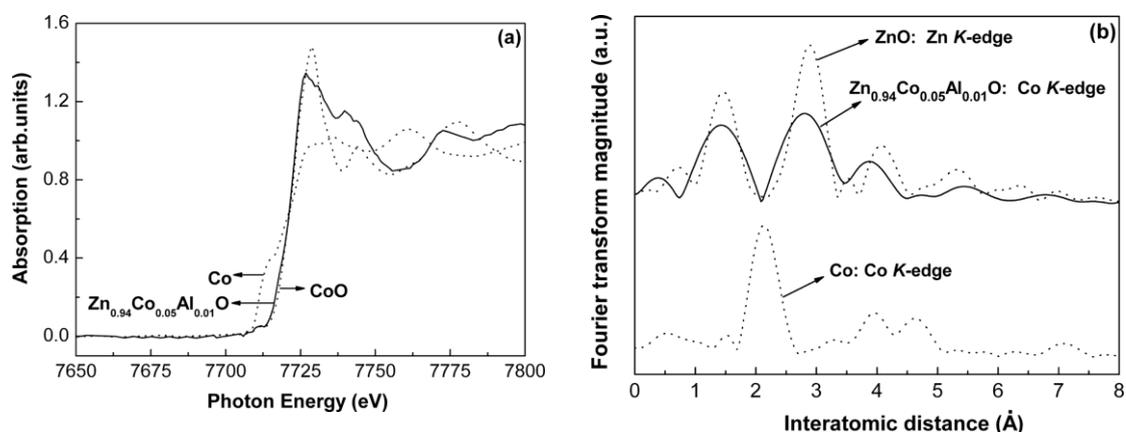 (a)
1.6
1.2
0.8
0.4
0.0
Absorption (arb.units)
Co
Zn0.94Co0.05Al0.01O
CoO
7650 7675 7700 7725 7750 7775 7800
Photon Energy (eV)
(b)
ZnO: Zn K-edge
Zn0.94Co0.05Al0.01O: Co K-edge
Co: Co K-edge
Fourier transform magnitude (a.u.)
0 1 2 3 4 5 6 7 8
Interatomic distance (Å)